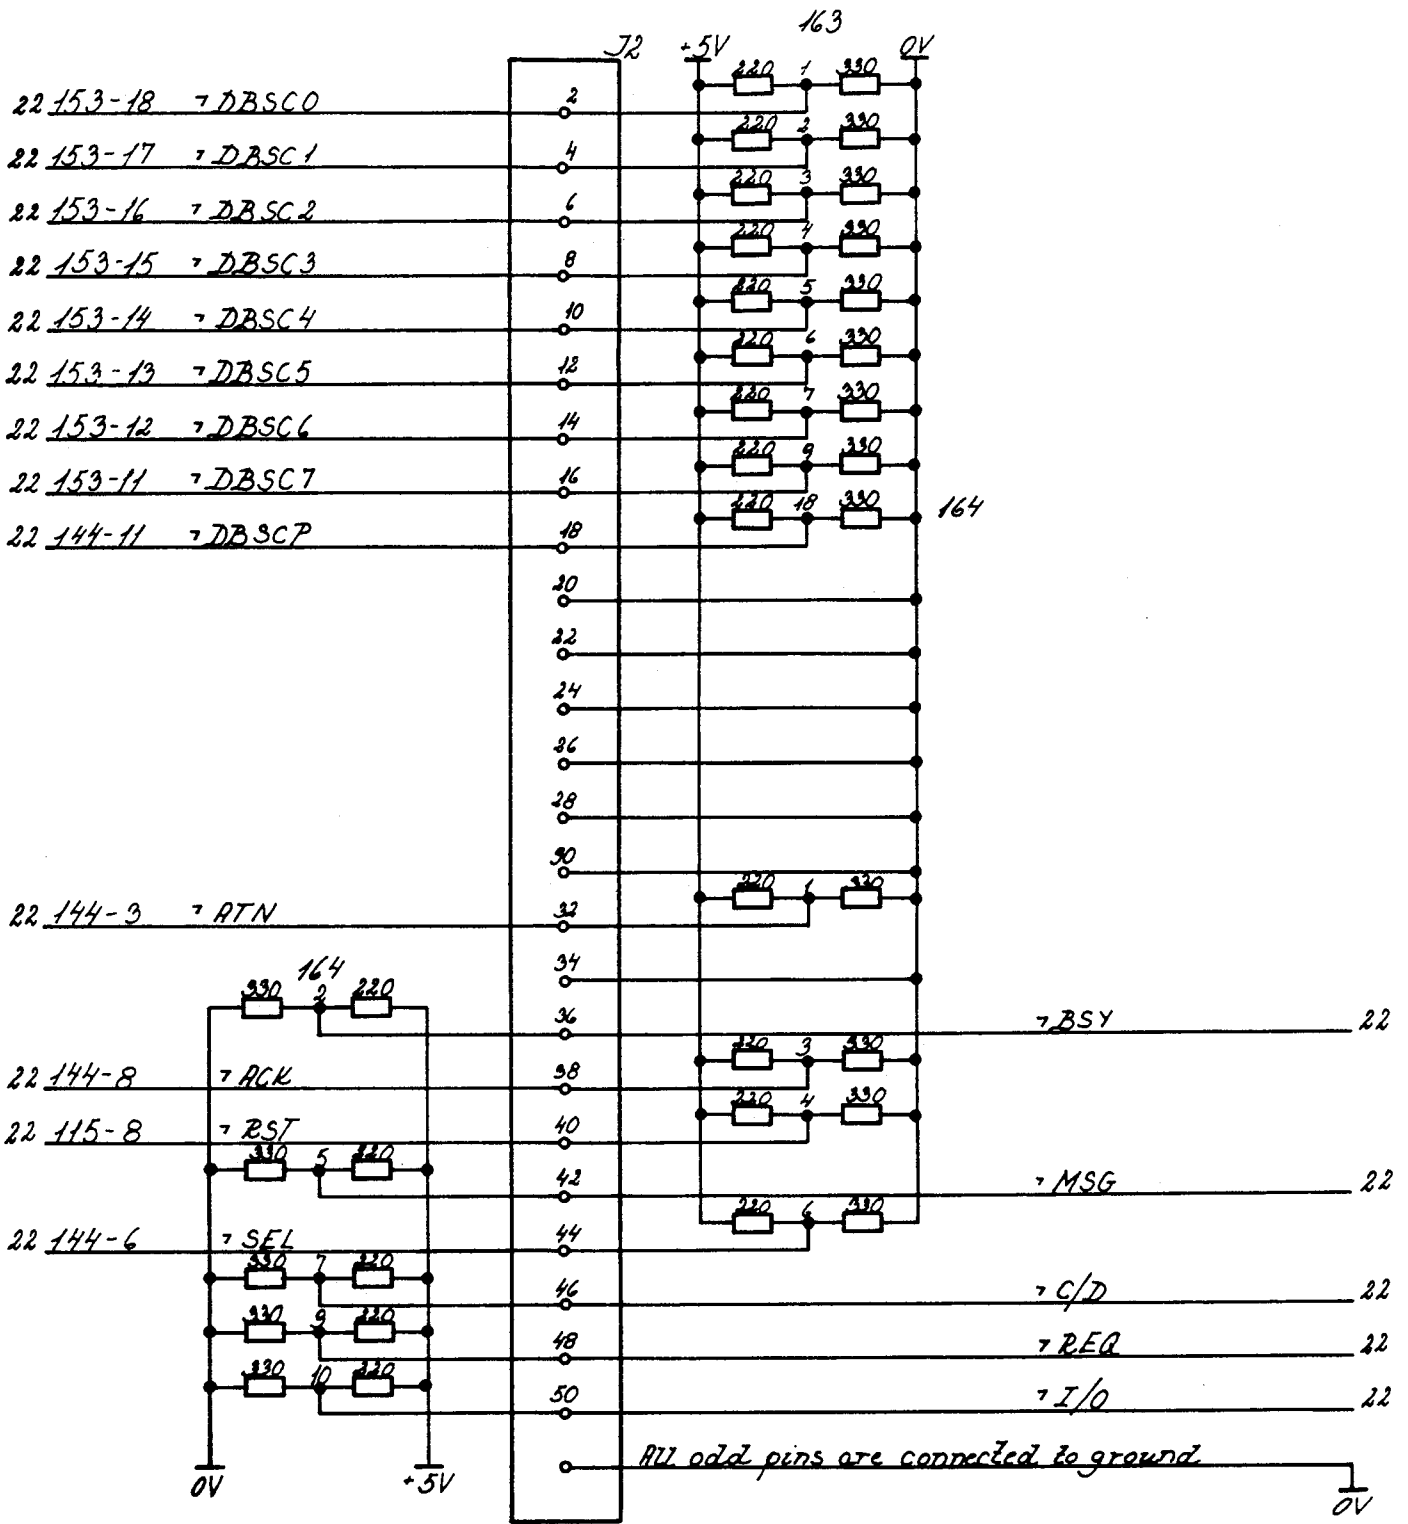 163
J2 +5V 0V
220 1 330
22 153-18 ¬DBSC0 2
220 2 330
22 153-17 ¬DBSC1 4
220 3 330
22 153-16 ¬DBSC2 6
220 4 330
22 153-15 ¬DBSC3 8
220 5 330
22 153-14 ¬DBSC4 10
220 6 330
22 153-13 ¬DBSC5 12
220 7 330
22 153-12 ¬DBSC6 14
220 9 330
22 153-11 ¬DBSC7 16
220 18 330 164
22 144-11 ¬DBSCP 18
20
22
24
26
28
30
220 1 330
22 144-3 ¬ATN 32
164
34
330 2 220
36 ¬BSY 22
220 3 330
22 144-8 ¬ACK 38
220 4 330
22 115-8 ¬RST 40
330 5 220
42 ¬MSG 22
220 6 330
22 144-6 ¬SEL 44
330 7 220
46 ¬C/D 22
330 9 220
48 ¬REQ 22
330 10 220
50 ¬I/O 22
All odd pins are connected to ground
0V +5V 0V